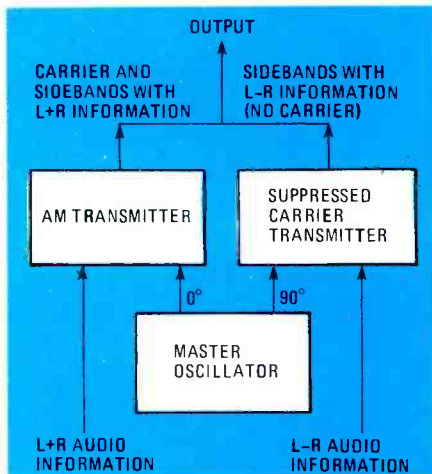 OUTPUT
CARRIER AND
SIDEBANDS WITH
L+R INFORMATION
SIDEBANDS WITH
L-R INFORMATION
(NO CARRIER)
AM TRANSMITTER
SUPPRESSED
CARRIER
TRANSMITTER
0°
90°
MASTER
OSCILLATOR
L+R AUDIO
INFORMATION
L-R AUDIO
INFORMATION